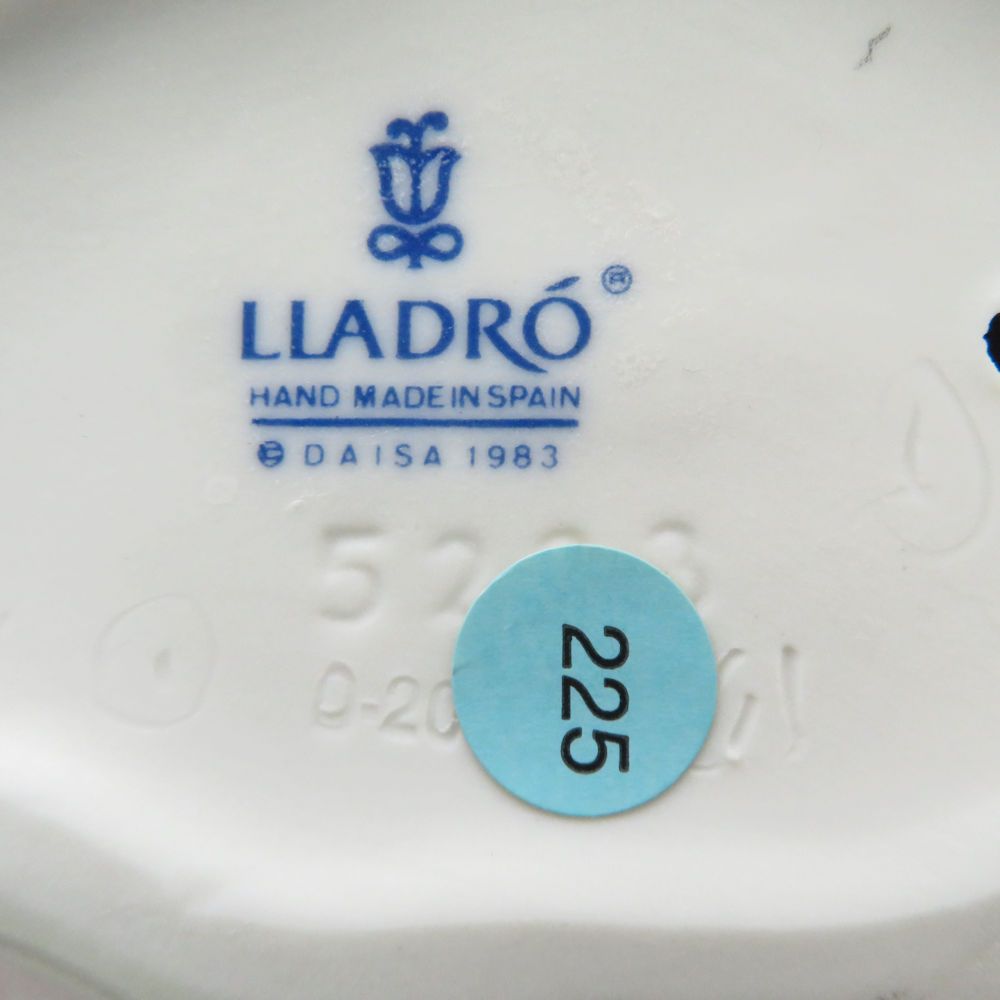 LLADRÓ®
HAND MADE IN SPAIN
© DAISA 1983
225